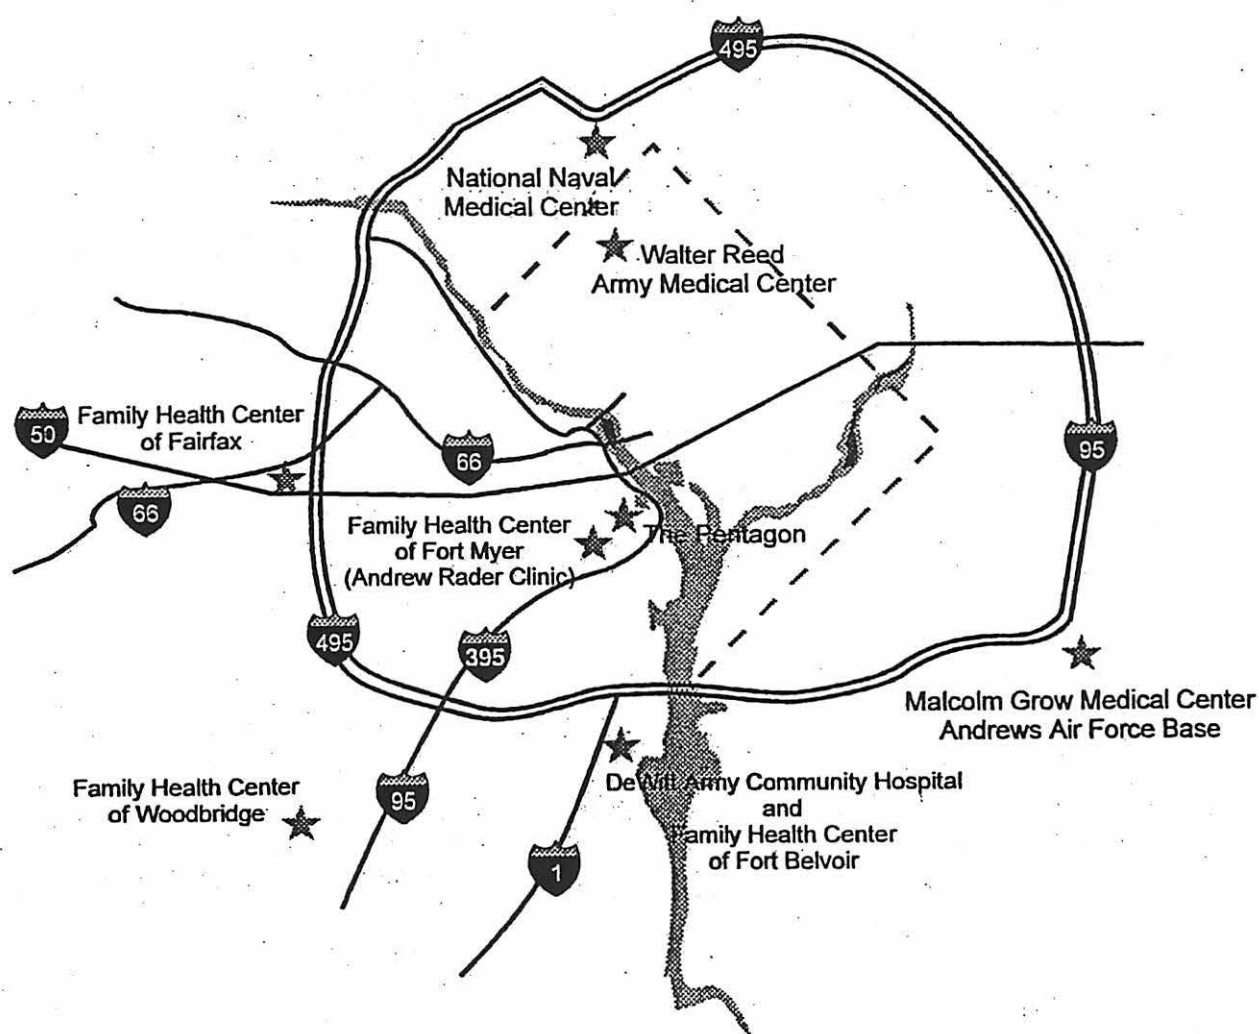 495
National Naval
Medical Center
Walter Reed
Army Medical Center
50
Family Health Center
of Fairfax
66
95
66
Family Health Center
of Fort Myer
(Andrew Rader Clinic)
The Pentagon
495
395
Malcolm Grow Medical Center
Andrews Air Force Base
Family Health Center
of Woodbridge
95
DeWitt Army Community Hospital
and
Family Health Center
of Fort Belvoir
1